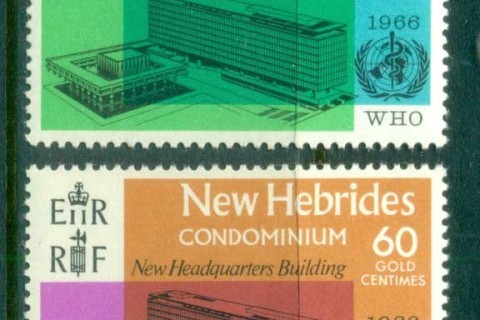 1966
WHO
EIIR
RF
New Hebrides
CONDOMINIUM
60
GOLD
CENTIMES
New Headquarters Building